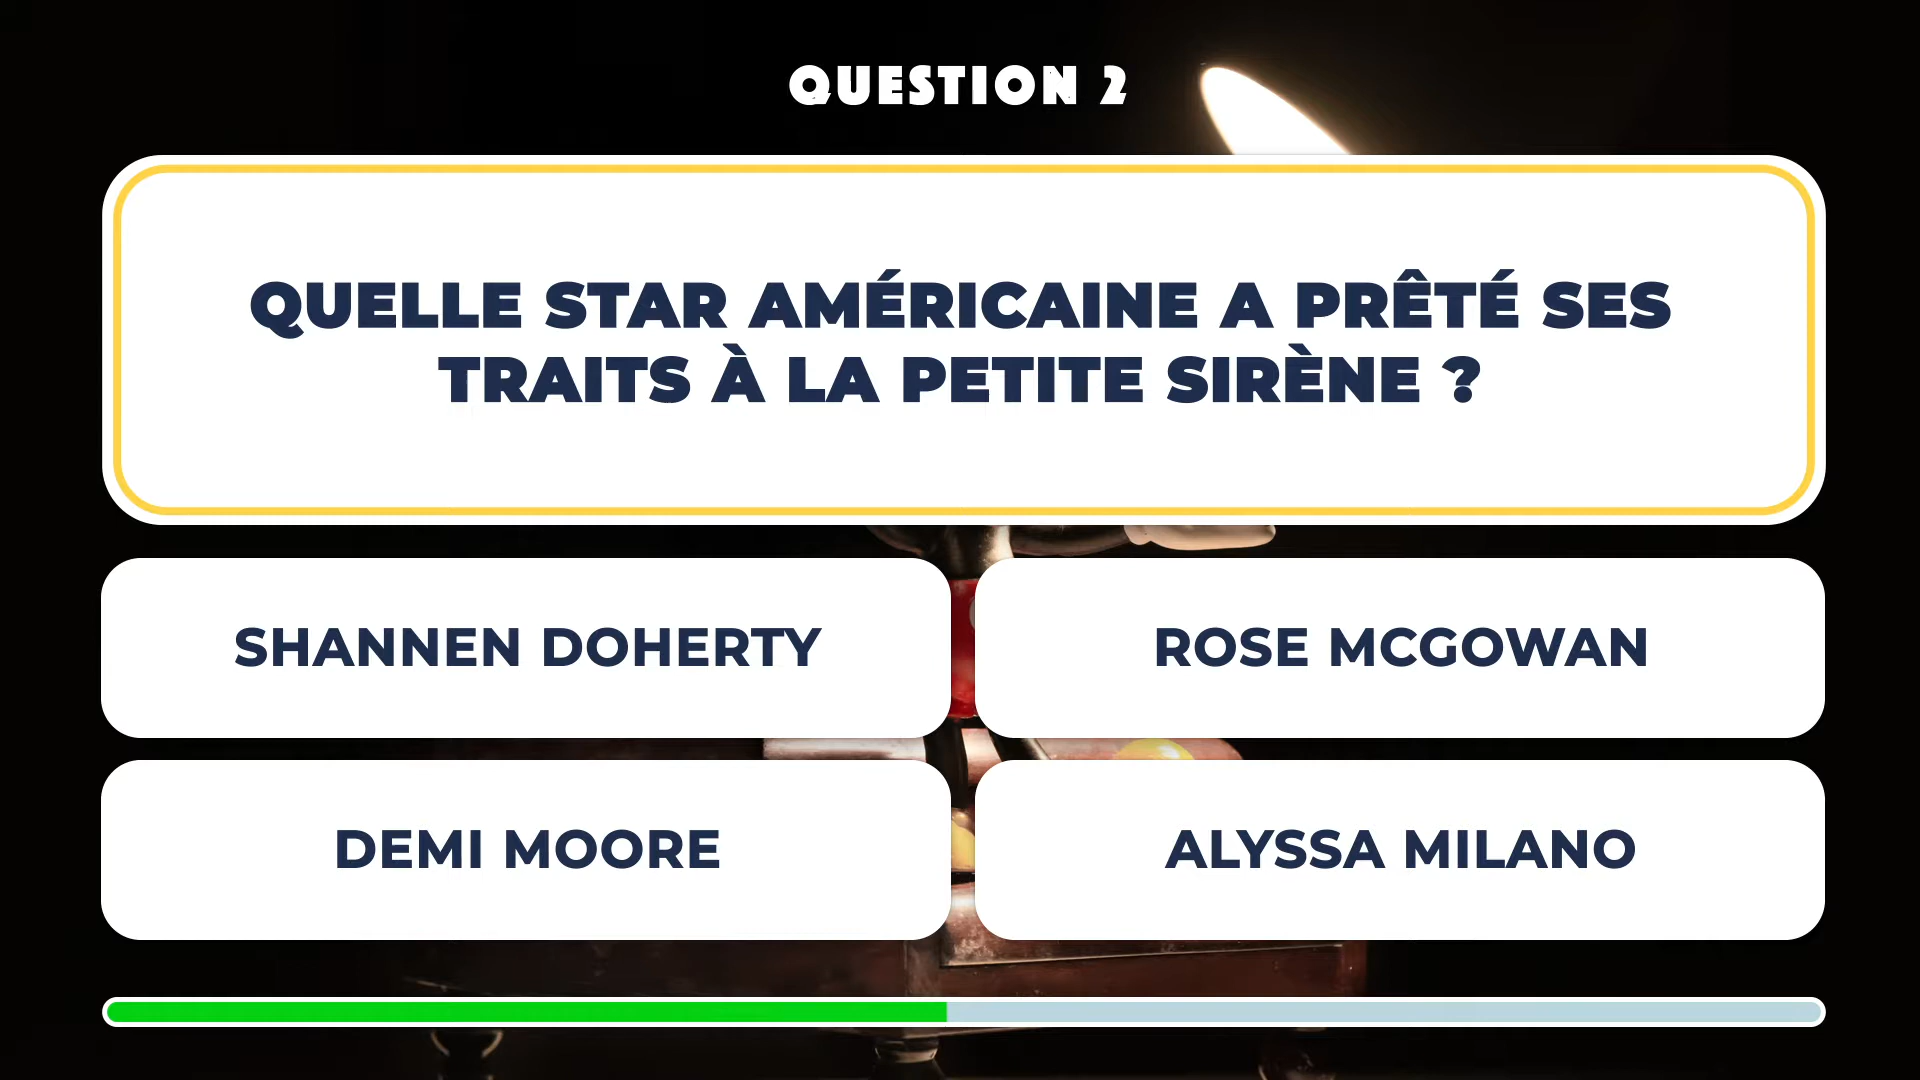 QUESTION 2
QUELLE STAR AMÉRICAINE A PRÊTÉ SES
TRAITS À LA PETITE SIRÈNE ?
SHANNEN DOHERTY
ROSE MCGOWAN
DEMI MOORE
ALYSSA MILANO